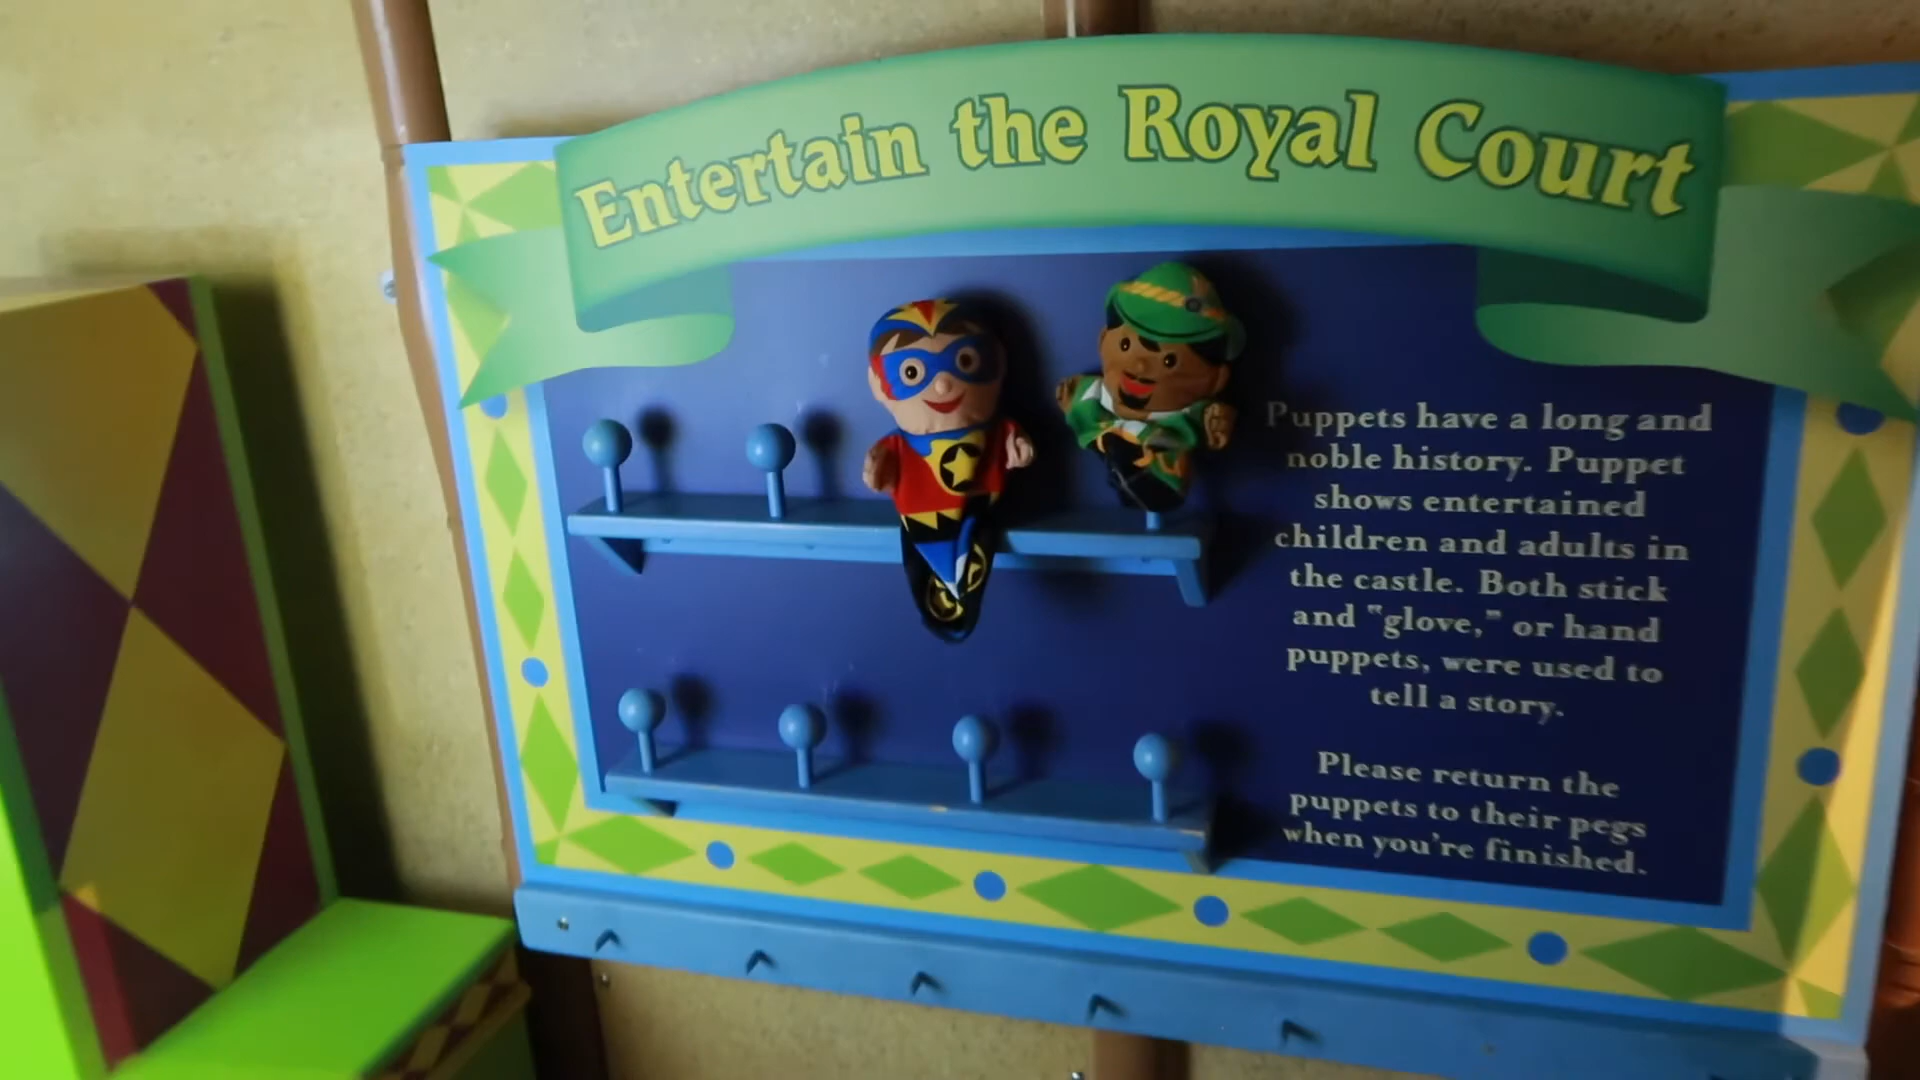 Entertain the Royal Court
Puppets have a long and
noble history. Puppet
shows entertained
children and adults in
the castle. Both stick
and "glove," or hand
puppets, were used to
tell a story.
Please return the
puppets to their pegs
when you're finished.